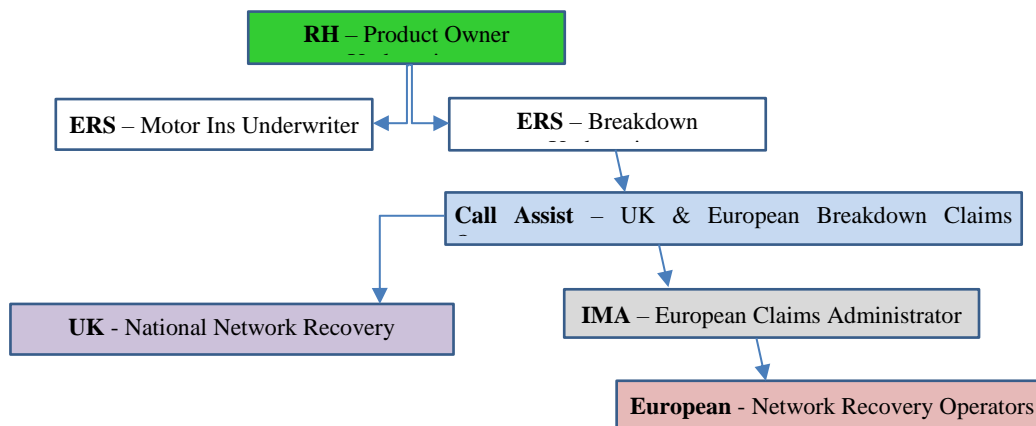 RH – Product Owner
ERS – Motor Ins Underwriter
ERS – Breakdown
Call Assist – UK & European Breakdown Claims
UK - National Network Recovery
IMA – European Claims Administrator
European - Network Recovery Operators